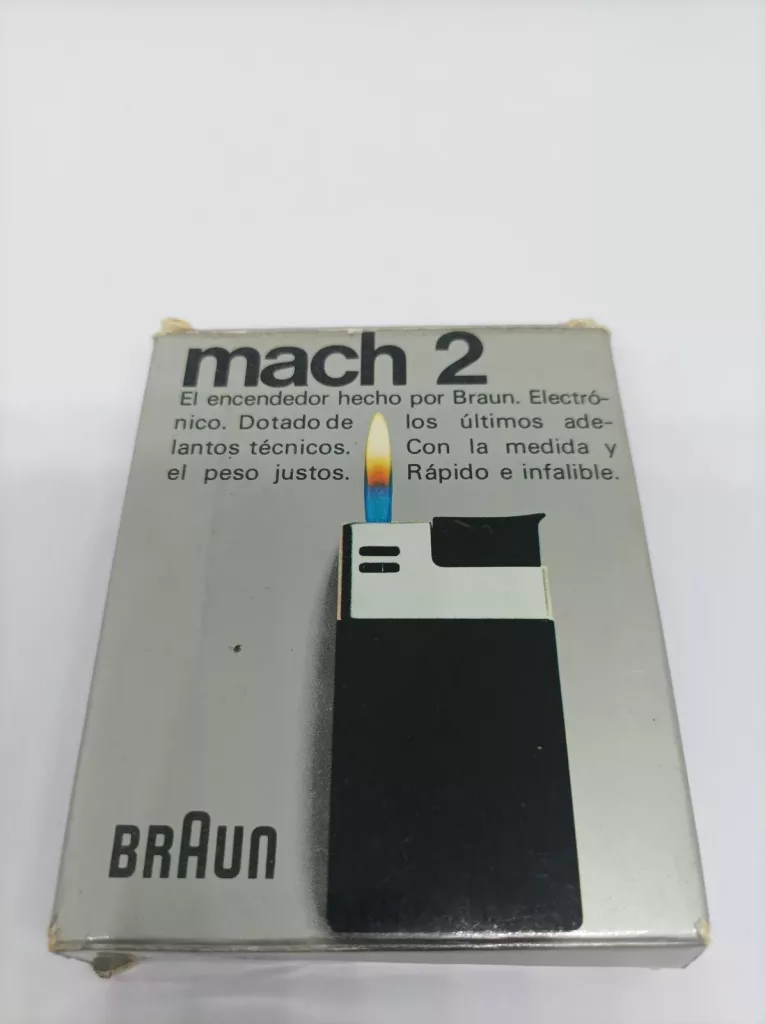 mach 2
El encendedor hecho por Braun. Electró-
nico. Dotado de los últimos ade-
lantos técnicos. Con la medida y
el peso justos. Rápido e infalible.
BRAUN